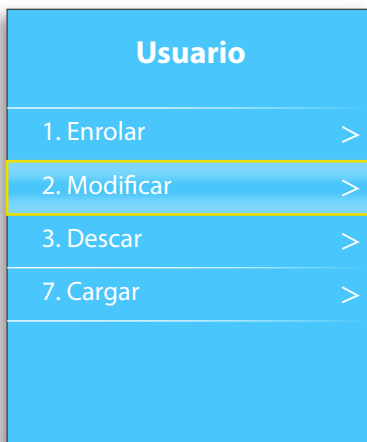 Usuario
1. Enrolar >
2. Modificar >
3. Descar >
7. Cargar >